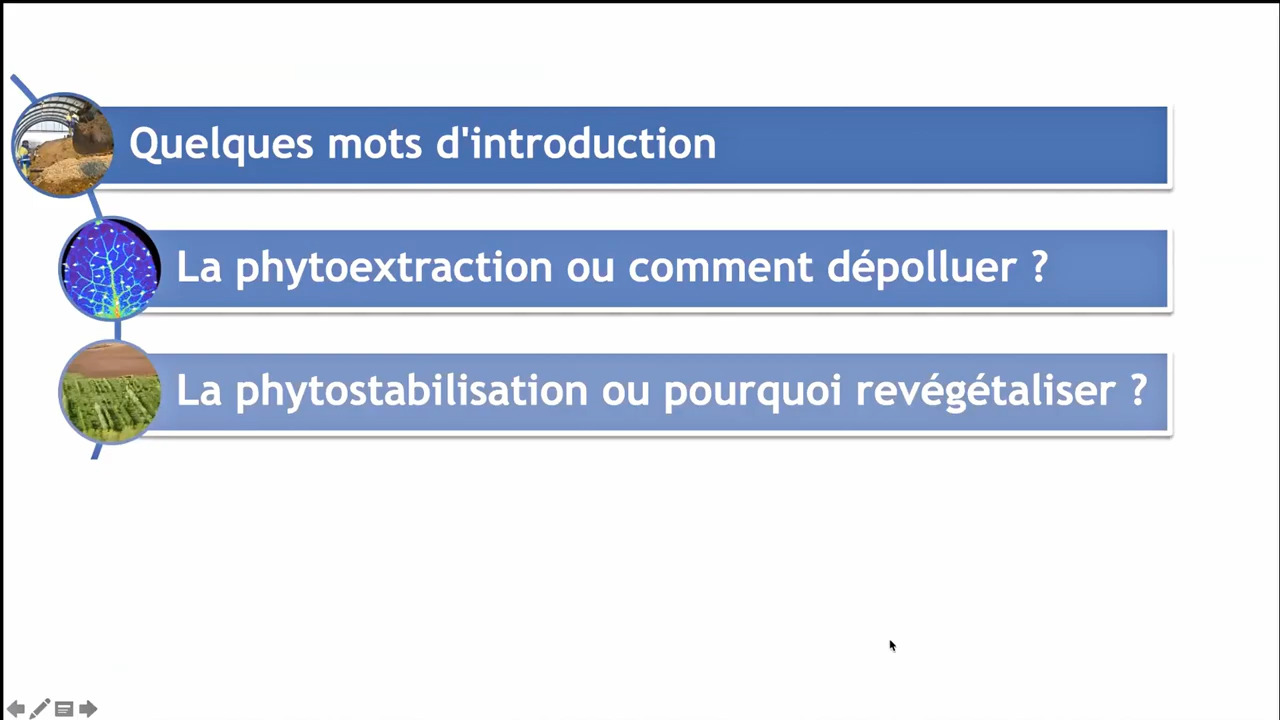 Quelques mots d'introduction
La phytoextraction ou comment dépolluer ?
La phytostabilisation ou pourquoi revégétaliser ?